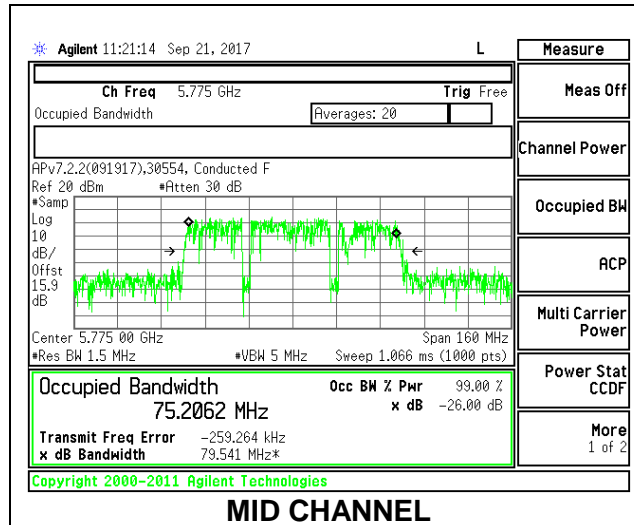 Agilent 11:21:14 Sep 21, 2017 L
Measure
Ch Freq 5.775 GHz Trig Free
Occupied Bandwidth Averages: 20
APv7.2.2(091917),30554, Conducted F
Ref 20 dBm #Atten 30 dB
#Samp
Log
10
dB/
Offst
15.9
dB
Center 5.775 00 GHz Span 160 MHz
#Res BW 1.5 MHz #VBW 5 MHz Sweep 1.066 ms (1000 pts)
Occupied Bandwidth Occ BW % Pwr 99.00 %
75.2062 MHz x dB -26.00 dB
Transmit Freq Error -259.264 kHz
x dB Bandwidth 79.541 MHz*
Copyright 2000-2011 Agilent Technologies
Meas Off
Channel Power
Occupied BW
ACP
Multi Carrier
Power
Power Stat
CCDF
More
1 of 2
MID CHANNEL